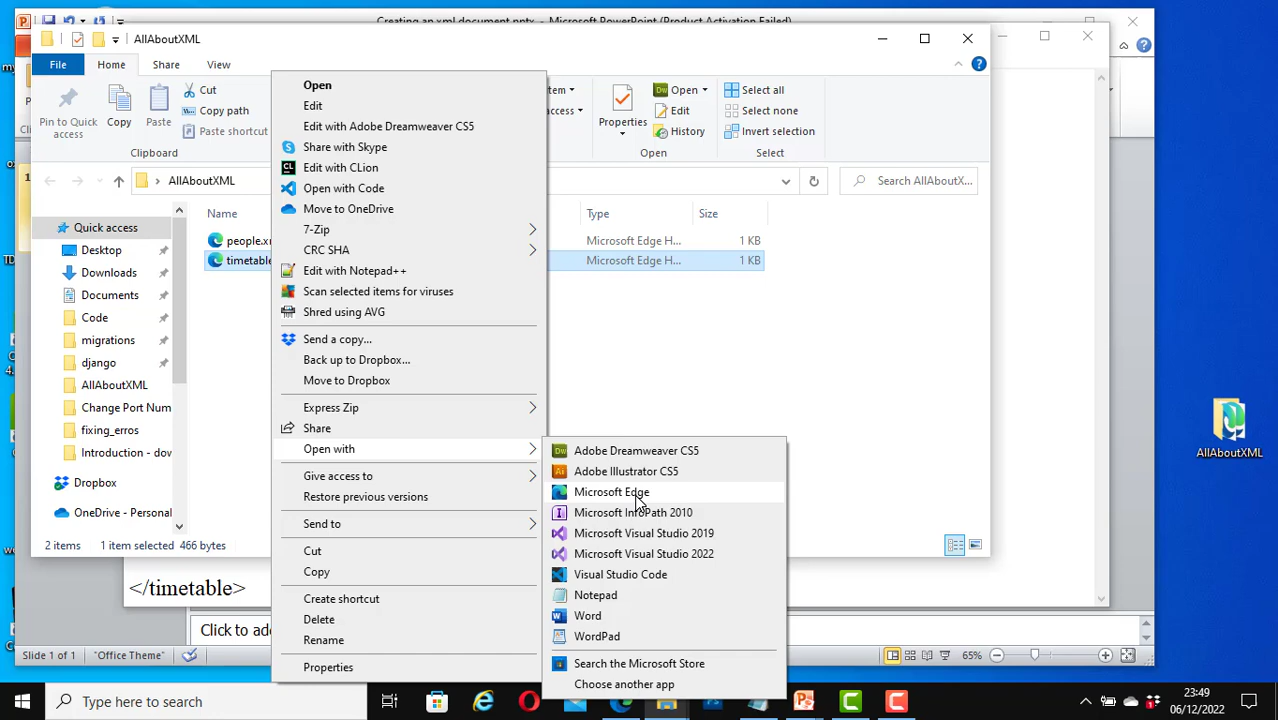 Creating an xml document.pptx - Microsoft PowerPoint (Product Activation Failed)
AllAboutXML
File
Home
Share
View
Pin to Quick access
Copy
Paste
Cut
Copy path
Paste shortcut
Clipboard
Properties
Open
Edit
History
Open
Select all
Select none
Invert selection
Select
AllAboutXML
Search AllAboutX...
Name
Type
Size
people.x
Microsoft Edge H...
1 KB
timetable
Microsoft Edge H...
1 KB
Quick access
Desktop
Downloads
Documents
Code
migrations
django
AllAboutXML
Change Port Num
fixing_erros
Introduction - dow
Dropbox
OneDrive - Personal
2 items
1 item selected 466 bytes
Open
Edit
Edit with Adobe Dreamweaver CS5
Share with Skype
Edit with CLion
Open with Code
Move to OneDrive
7-Zip
CRC SHA
Edit with Notepad++
Scan selected items for viruses
Shred using AVG
Send a copy...
Back up to Dropbox...
Move to Dropbox
Express Zip
Share
Open with
Give access to
Restore previous versions
Send to
Cut
Copy
Create shortcut
Delete
Rename
Properties
Adobe Dreamweaver CS5
Adobe Illustrator CS5
Microsoft Edge
Microsoft InfoPath 2010
Microsoft Visual Studio 2019
Microsoft Visual Studio 2022
Visual Studio Code
Notepad
Word
WordPad
Search the Microsoft Store
Choose another app
AllAboutXML
</timetable>
Click to add
Slide 1 of 1
"Office Theme"
65%
Type here to search
23:49
06/12/2022